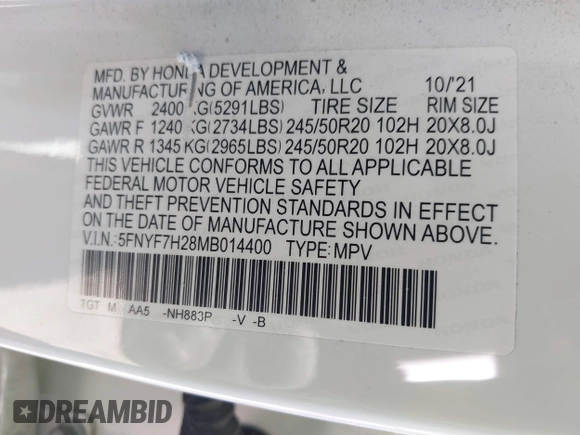 MFD. BY HONDA DEVELOPMENT &
MANUFACTURING OF AMERICA, LLC 10/'21
GVWR 2400 KG(5291LBS) TIRE SIZE RIM SIZE
GAWR F 1240 KG(2734LBS) 245/50R20 102H 20X8.0J
GAWR R 1345 KG(2965LBS) 245/50R20 102H 20X8.0J
THIS VEHICLE CONFORMS TO ALL APPLICABLE
FEDERAL MOTOR VEHICLE SAFETY
AND THEFT PREVENTION STANDARDS IN EFFECT
ON THE DATE OF MANUFACTURE SHOWN ABOVE.
V.I.N.:5FNYF7H28MB014400 TYPE:MPV
TGT M AA5 -NH883P -V -B
DREAMBID